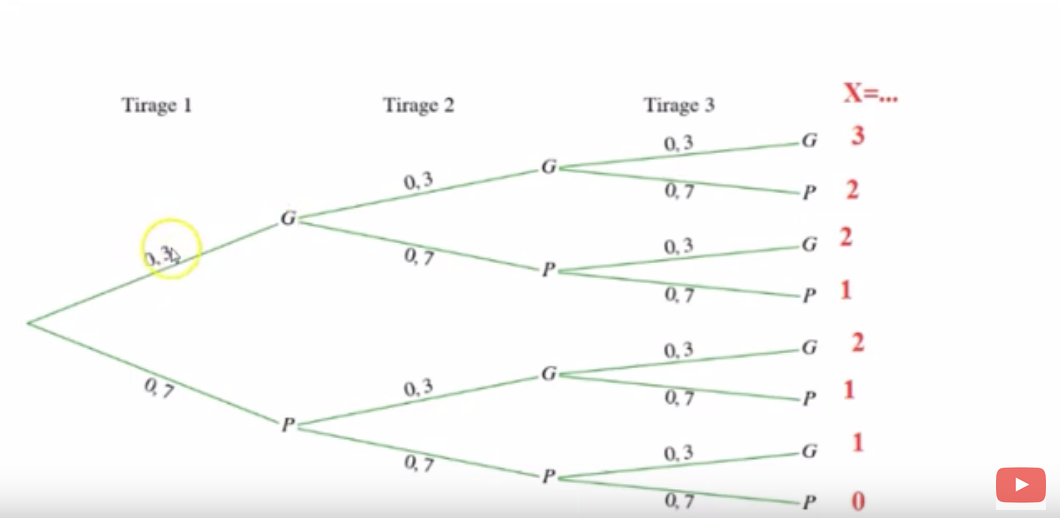 X=...
Tirage 1 Tirage 2 Tirage 3
0,3 G 3
G
0,3 0,7 P 2
G
0,3 0,3 G 2
0,7 P
0,7 P 1
0,3 G 2
G
0,7 0,3 0,7 P 1
P
0,3 G 1
0,7 P
0,7 P 0